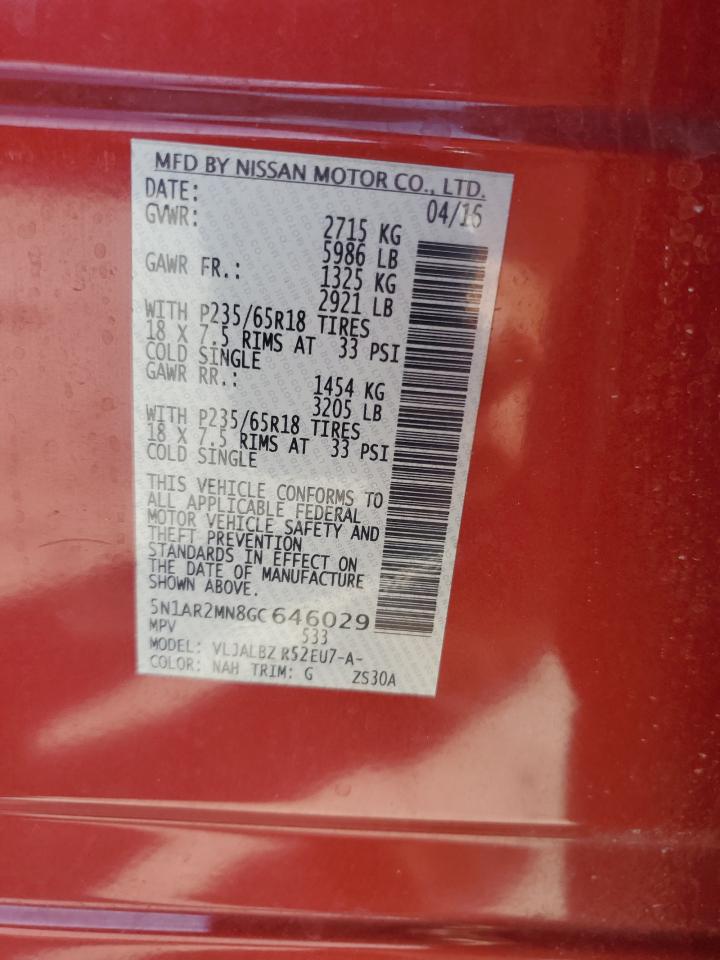 MFD BY NISSAN MOTOR CO., LTD.
DATE: 04/16
GVWR: 2715 KG
5986 LB
GAWR FR.: 1325 KG
2921 LB
WITH P235/65R18 TIRES
18 X 7.5 RIMS AT 33 PSI
COLD SINGLE
GAWR RR.: 1454 KG
3205 LB
WITH P235/65R18 TIRES
18 X 7.5 RIMS AT 33 PSI
COLD SINGLE
THIS VEHICLE CONFORMS TO
ALL APPLICABLE FEDERAL
MOTOR VEHICLE SAFETY AND
THEFT PREVENTION
STANDARDS IN EFFECT ON
THE DATE OF MANUFACTURE
SHOWN ABOVE.
5N1AR2MN8GC646029
MPV 533
MODEL: VLJALBZ R52EU7-A-
COLOR: NAH TRIM: G ZS30A